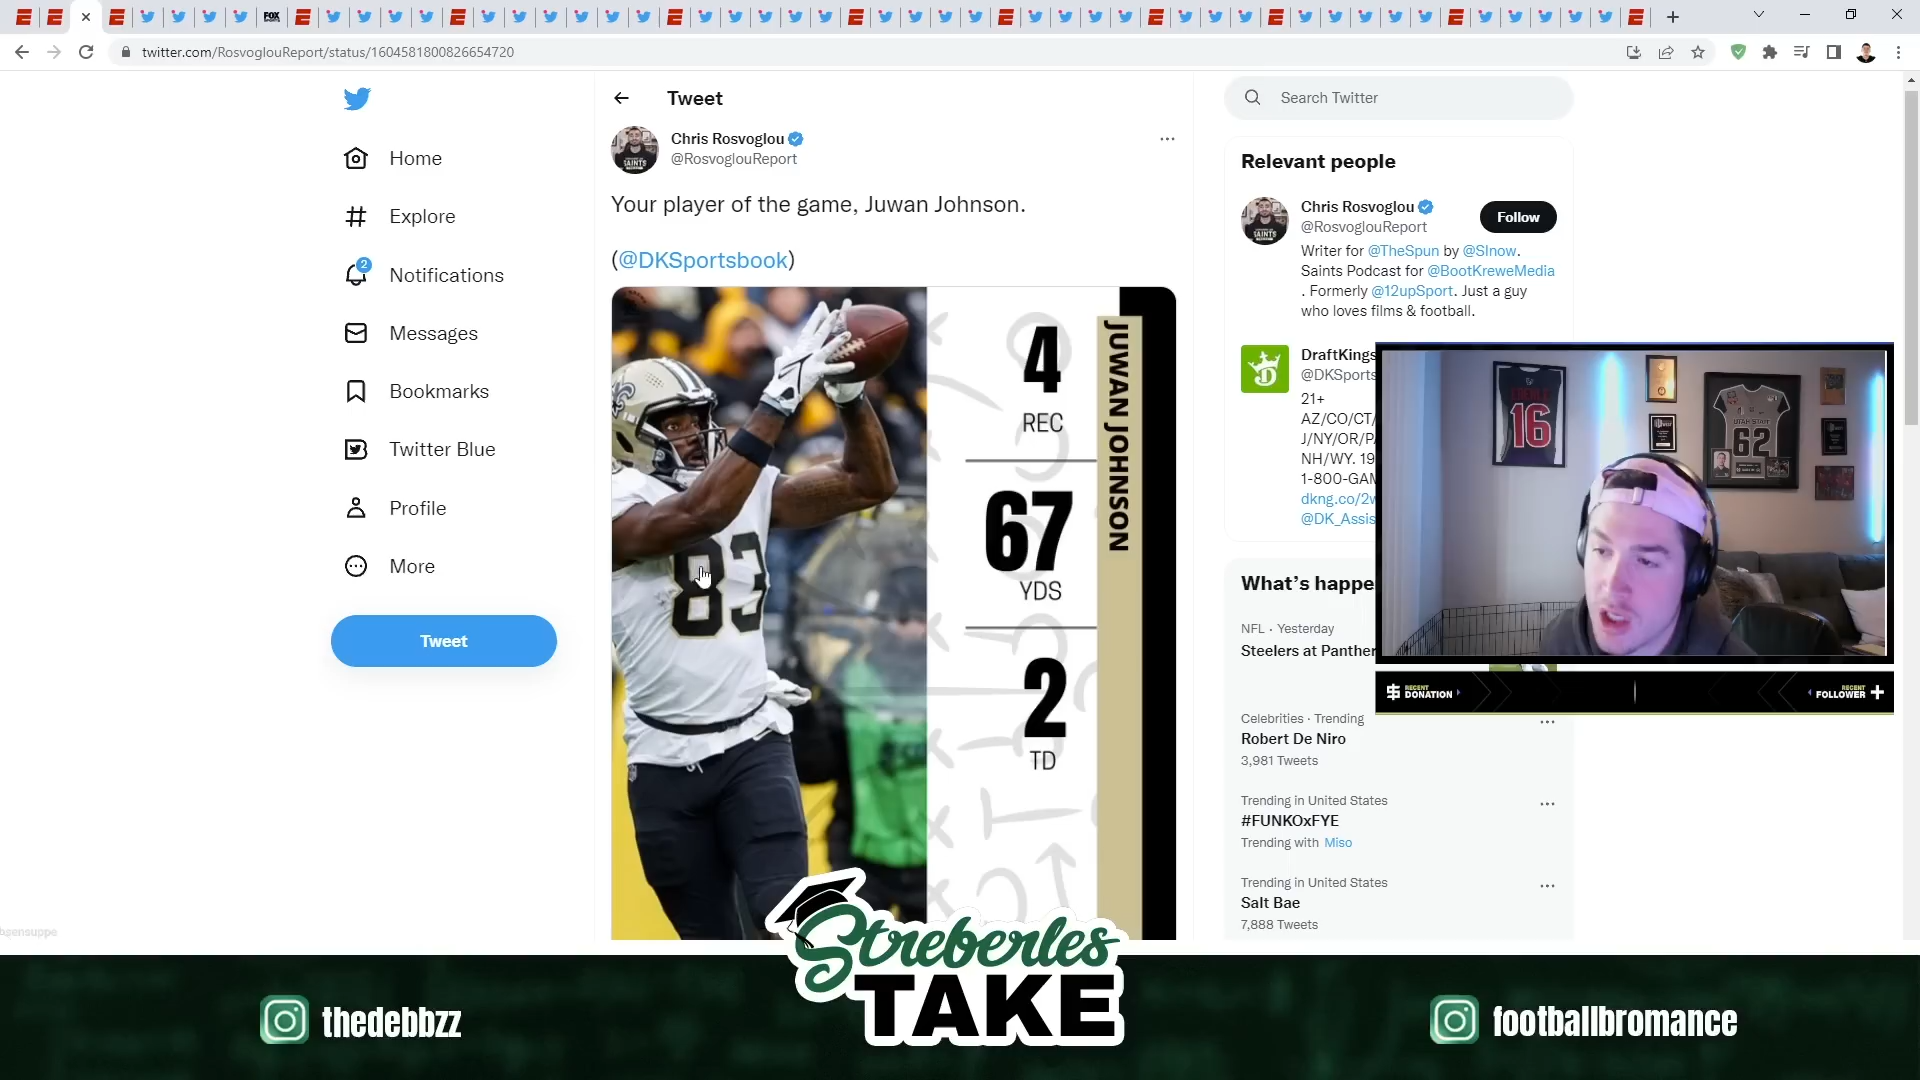 twitter.com/RosvoglouReport/status/1604581800826654720
Tweet
Search Twitter
Chris Rosvoglou
@RosvoglouReport
Your player of the game, Juwan Johnson.
(@DKSportsbook)
4
REC
67
YDS
2
TD
JUWAN JOHNSON
83
Home
Explore
2
Notifications
Messages
Bookmarks
Twitter Blue
Profile
More
Tweet
Relevant people
Chris Rosvoglou
@RosvoglouReport
Follow
Writer for @TheSpun by @SInow.
Saints Podcast for @BootKreweMedia
. Formerly @12upSport. Just a guy
who loves films & football.
DraftKings
@DKSports
21+
AZ/CO/CT/
J/NY/OR/P
NH/WY. 19
1-800-GAM
dkng.co/2
@DK_Assis
What's happe
NFL · Yesterday
Steelers at Panther
Celebrities · Trending
Robert De Niro
3,981 Tweets
Trending in United States
#FUNKOxFYE
Trending with Miso
Trending in United States
Salt Bae
7,888 Tweets
16
UTAH STATE
62
RECENT
DONATION
RECENT
FOLLOWER
Streberles
TAKE
thedebbzz
footballbromance